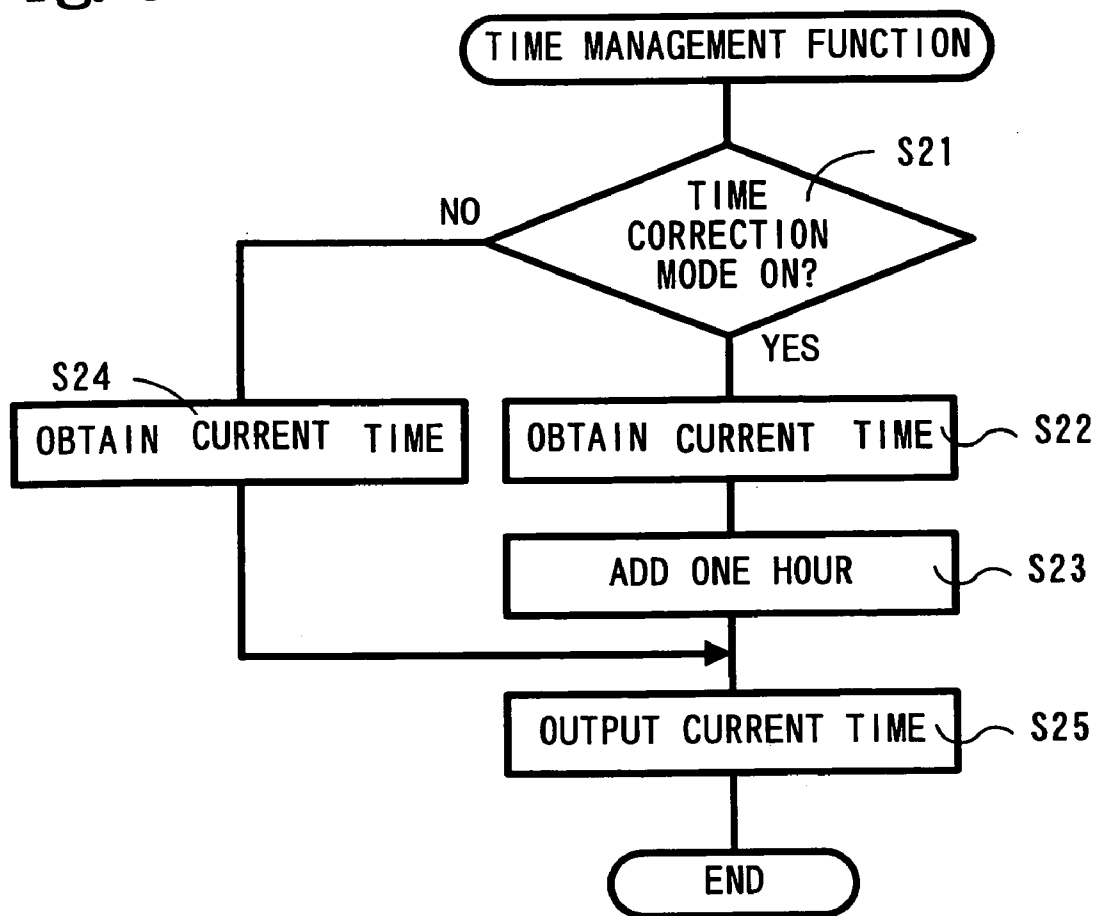 TIME MANAGEMENT FUNCTION
S21
TIME
CORRECTION
MODE ON?
NO
YES
S24
OBTAIN CURRENT TIME
OBTAIN CURRENT TIME
S22
ADD ONE HOUR
S23
OUTPUT CURRENT TIME
S25
END